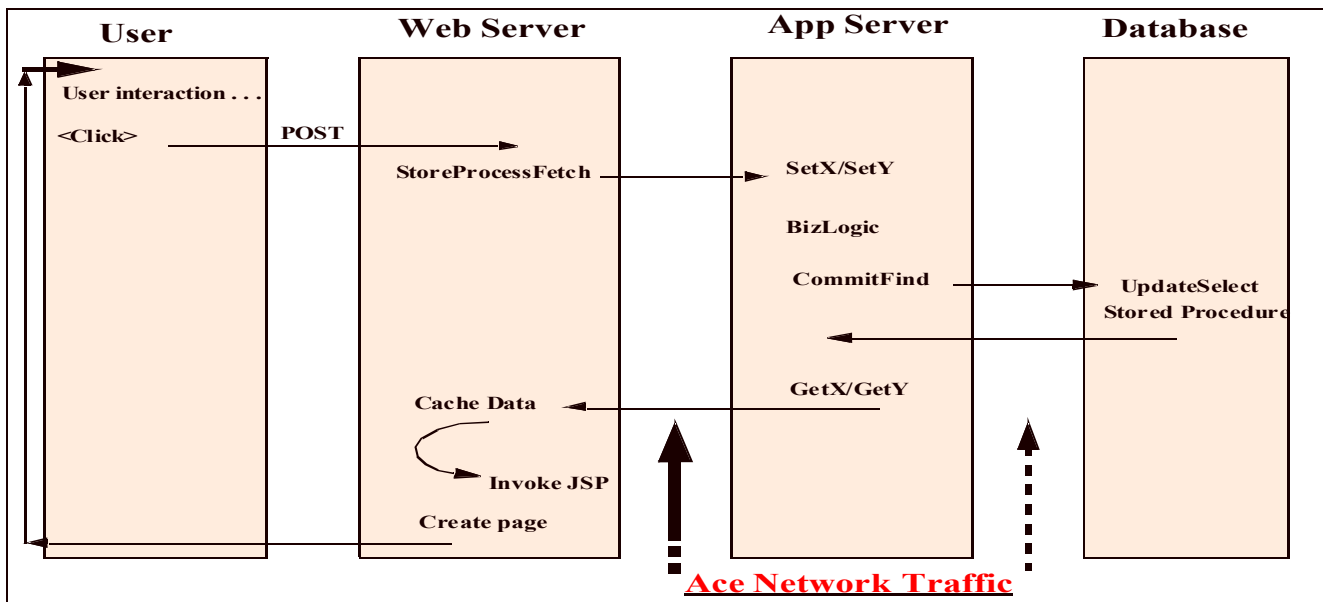 User
Web Server
App Server
Database
User interaction . . .
<Click>
POST
StoreProcessFetch
SetX/SetY
BizLogic
CommitFind
UpdateSelect
Stored Procedure
GetX/GetY
Cache Data
Invoke JSP
Create page
Ace Network Traffic